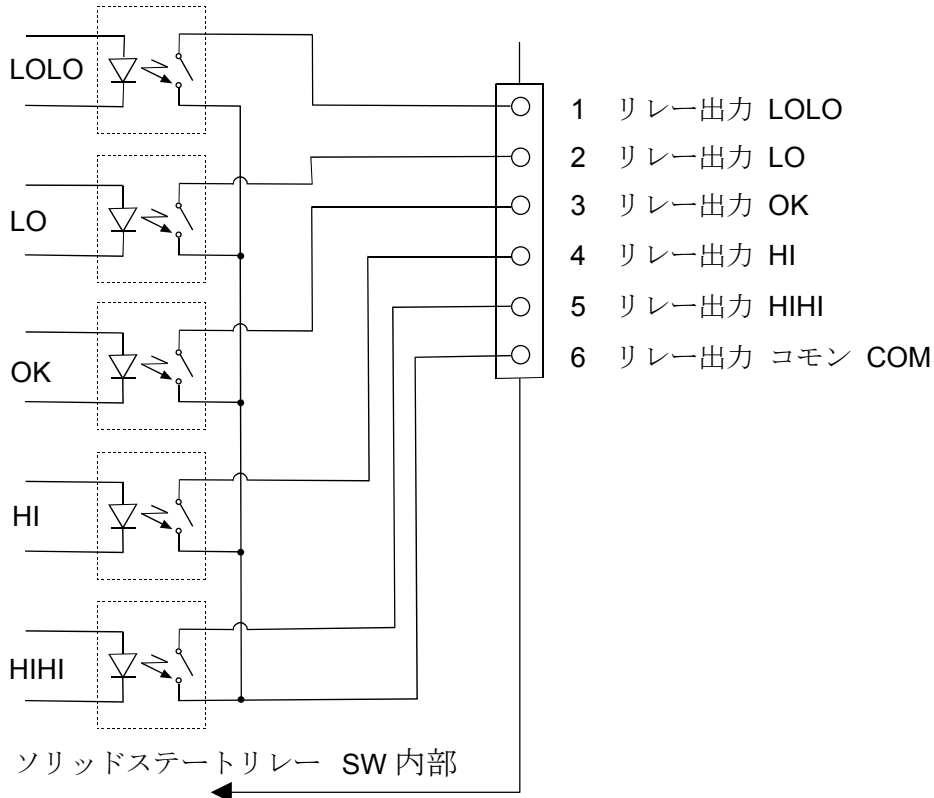 LOLO
LO
OK
HI
HIHI
1 リレー出力 LOLO
2 リレー出力 LO
3 リレー出力 OK
4 リレー出力 HI
5 リレー出力 HIHI
6 リレー出力 コモン COM
ソリッドステートリレー SW 内部